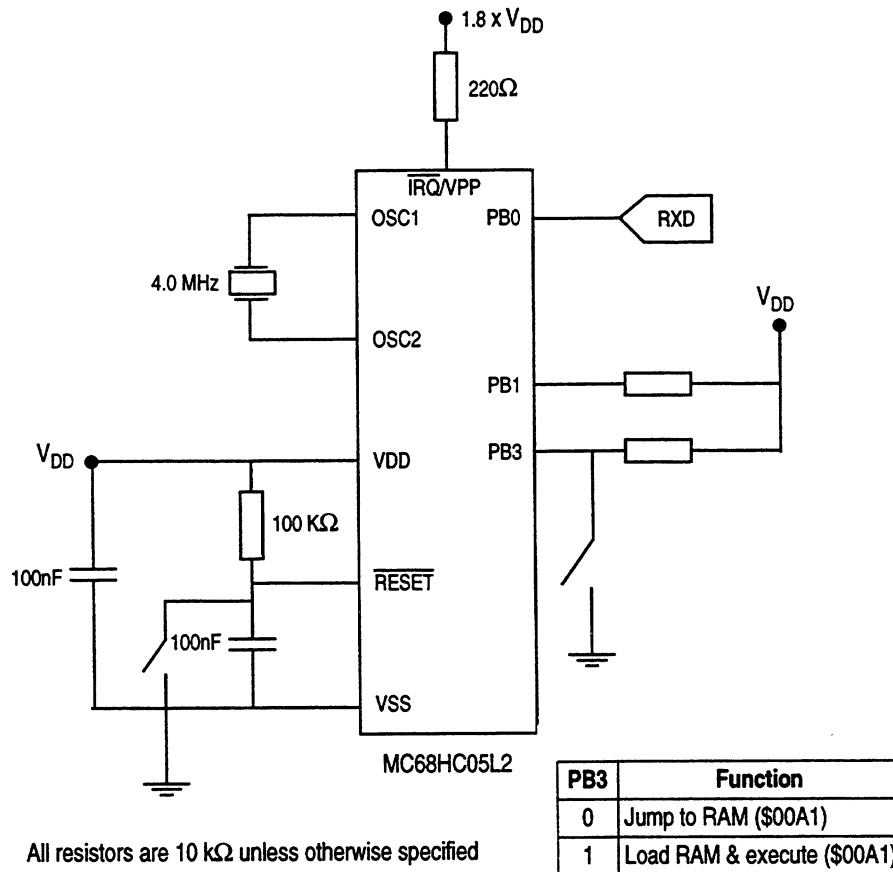 1.8 x VDD
220Ω
IRQ/VPP
OSC1
PB0
RXD
4.0 MHz
VDD
OSC2
PB1
VDD
VDD
PB3
100 KΩ
100nF
RESET
100nF
VSS
MC68HC05L2
PB3 Function
0 Jump to RAM ($00A1)
1 Load RAM & execute ($00A1)
All resistors are 10 kΩ unless otherwise specified